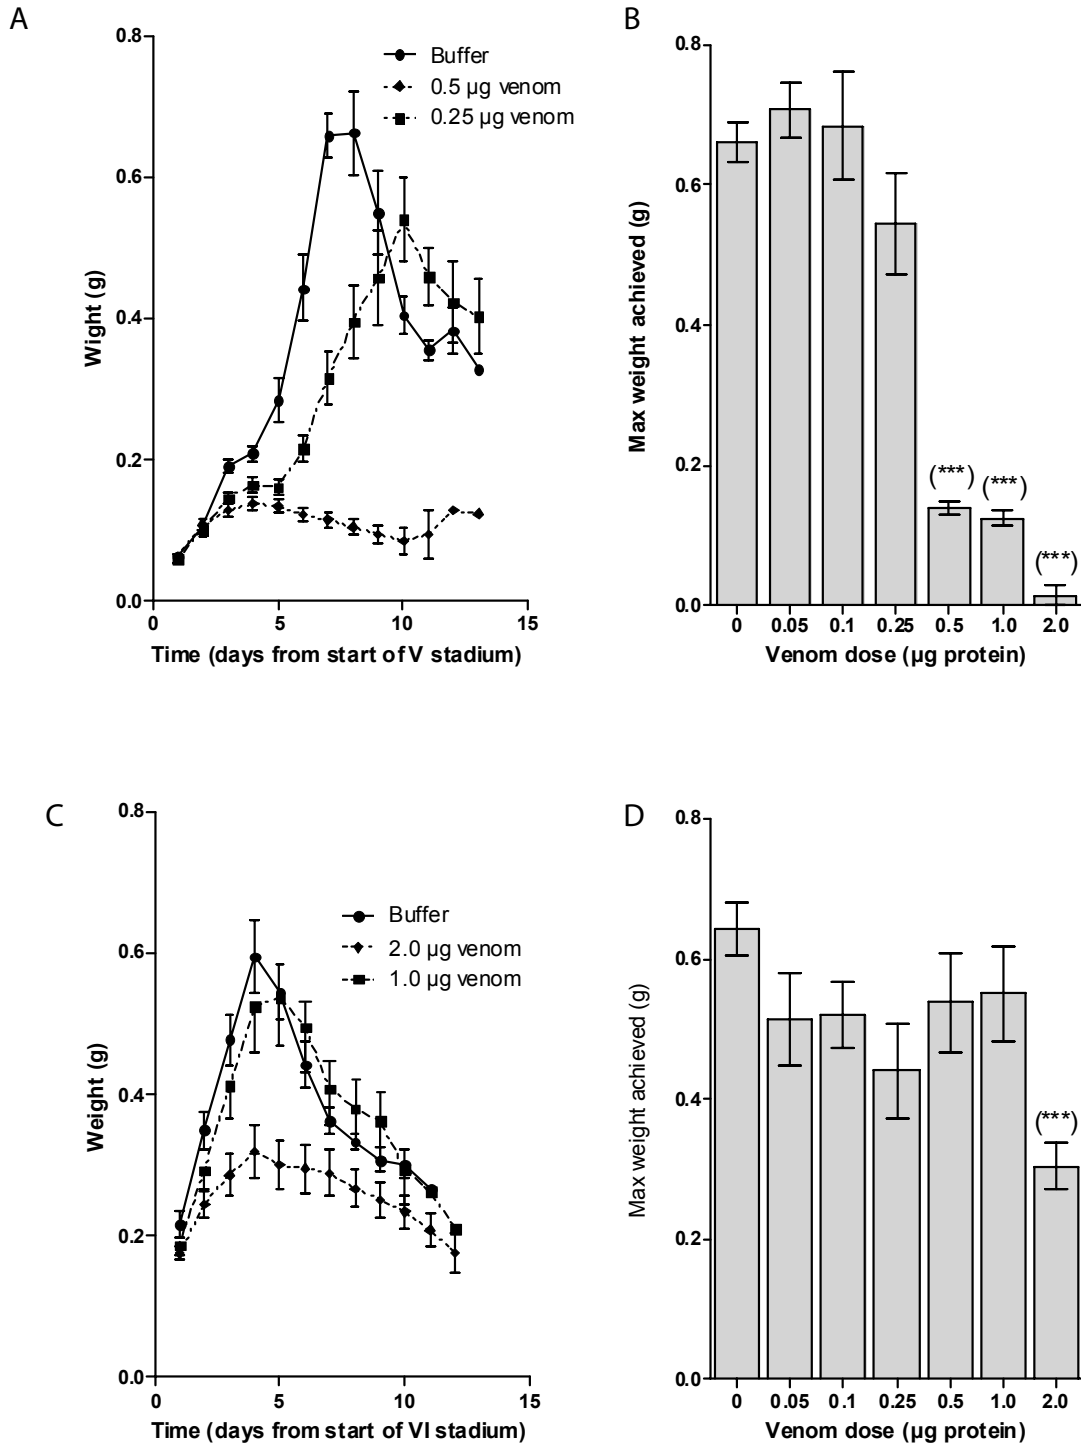 A
0.8
0.6
0.4
0.2
0.0
Wight (g)
Buffer
0.5 µg venom
0.25 µg venom
0 5 10 15
Time (days from start of V stadium)
B
0.8
0.6
0.4
0.2
0.0
Max weight achieved (g)
(***) (***) (***)
0 0.05 0.1 0.25 0.5 1.0 2.0
Venom dose (µg protein)
C
0.8
0.6
0.4
0.2
0.0
Weight (g)
Buffer
2.0 µg venom
1.0 µg venom
0 5 10 15
Time (days from start of VI stadium)
D
0.8
0.6
0.4
0.2
0.0
Max weight achieved (g)
(***)
0 0.05 0.1 0.25 0.5 1.0 2.0
Venom dose (µg protein)